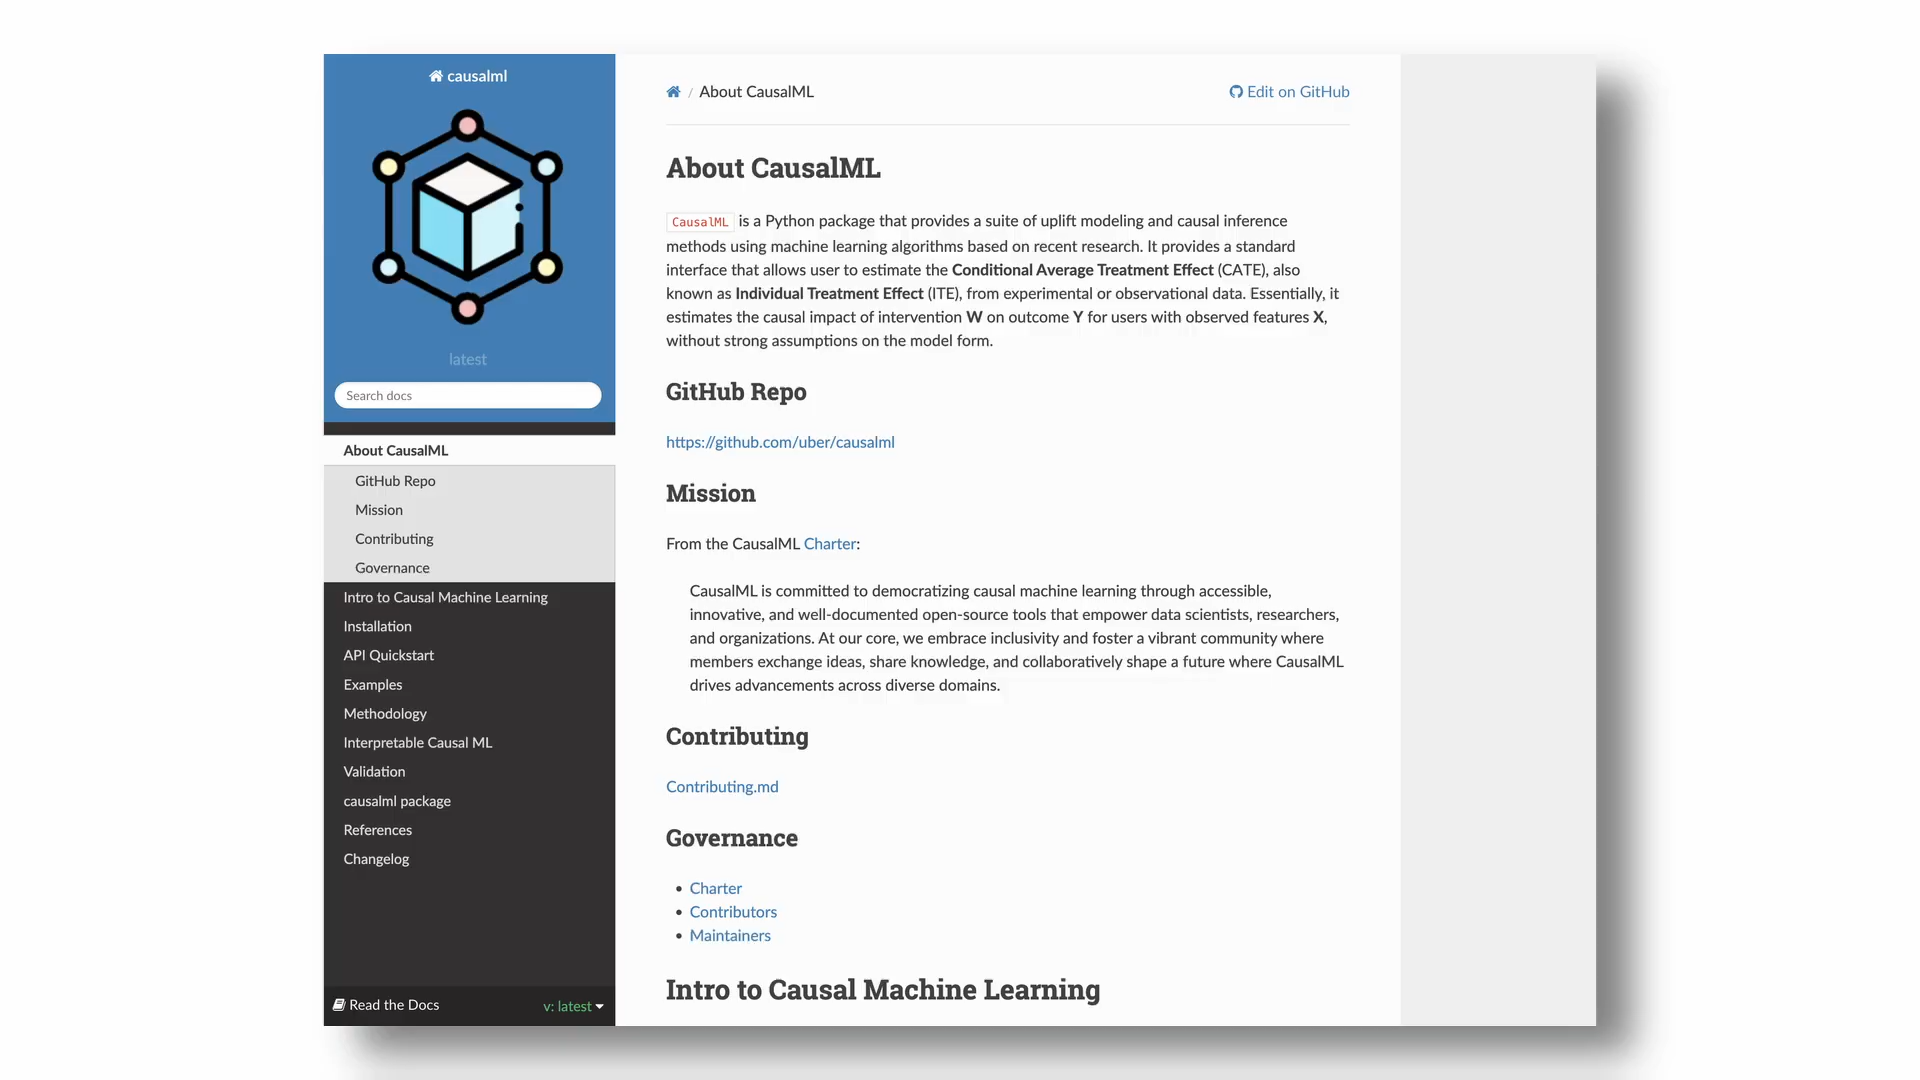 causalml
latest
Search docs
About CausalML
GitHub Repo
Mission
Contributing
Governance
Intro to Causal Machine Learning
Installation
API Quickstart
Examples
Methodology
Interpretable Causal ML
Validation
causalml package
References
Changelog
Read the Docs
v: latest
/ About CausalML
Edit on GitHub
About CausalML
CausalML is a Python package that provides a suite of uplift modeling and causal inference
methods using machine learning algorithms based on recent research. It provides a standard
interface that allows user to estimate the Conditional Average Treatment Effect (CATE), also
known as Individual Treatment Effect (ITE), from experimental or observational data. Essentially, it
estimates the causal impact of intervention W on outcome Y for users with observed features X,
without strong assumptions on the model form.
GitHub Repo
https://github.com/uber/causalml
Mission
From the CausalML Charter:
CausalML is committed to democratizing causal machine learning through accessible,
innovative, and well-documented open-source tools that empower data scientists, researchers,
and organizations. At our core, we embrace inclusivity and foster a vibrant community where
members exchange ideas, share knowledge, and collaboratively shape a future where CausalML
drives advancements across diverse domains.
Contributing
Contributing.md
Governance
• Charter
• Contributors
• Maintainers
Intro to Causal Machine Learning